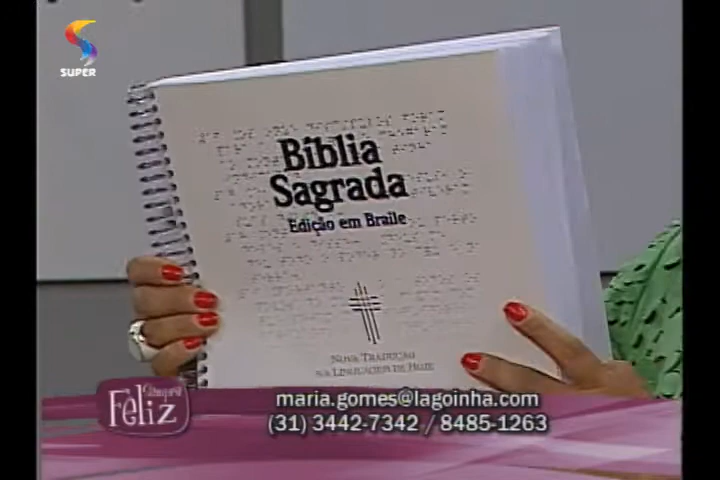 SUPER
Bíblia
Sagrada
Edição em Braile
NOVA TRADUÇÃO
NA LINGUAGEM DE HOJE
Sempre
Feliz
maria.gomes@lagoinha.com
(31) 3442-7342 / 8485-1263